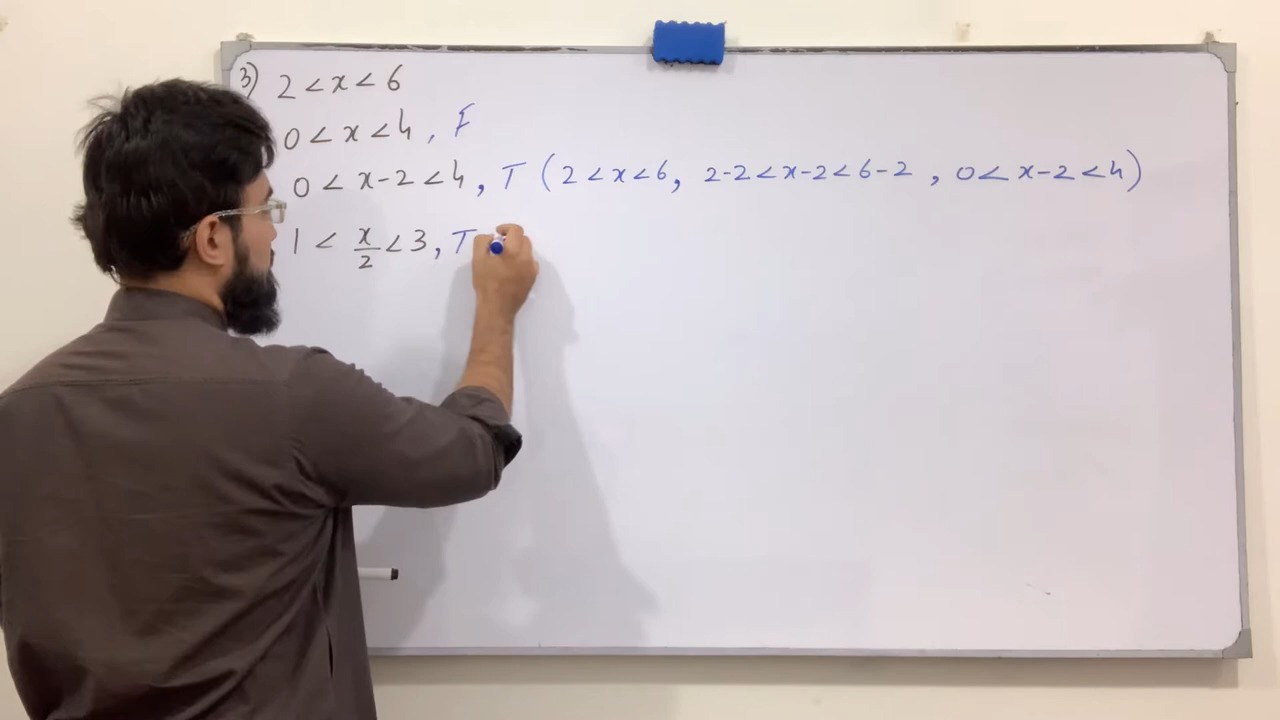 3) 2 < x < 6
0 < x < 4, F
0 < x-2 < 4, T (2 < x < 6, 2-2 < x-2 < 6-2, 0 < x-2 < 4)
1 < x/2 < 3, T